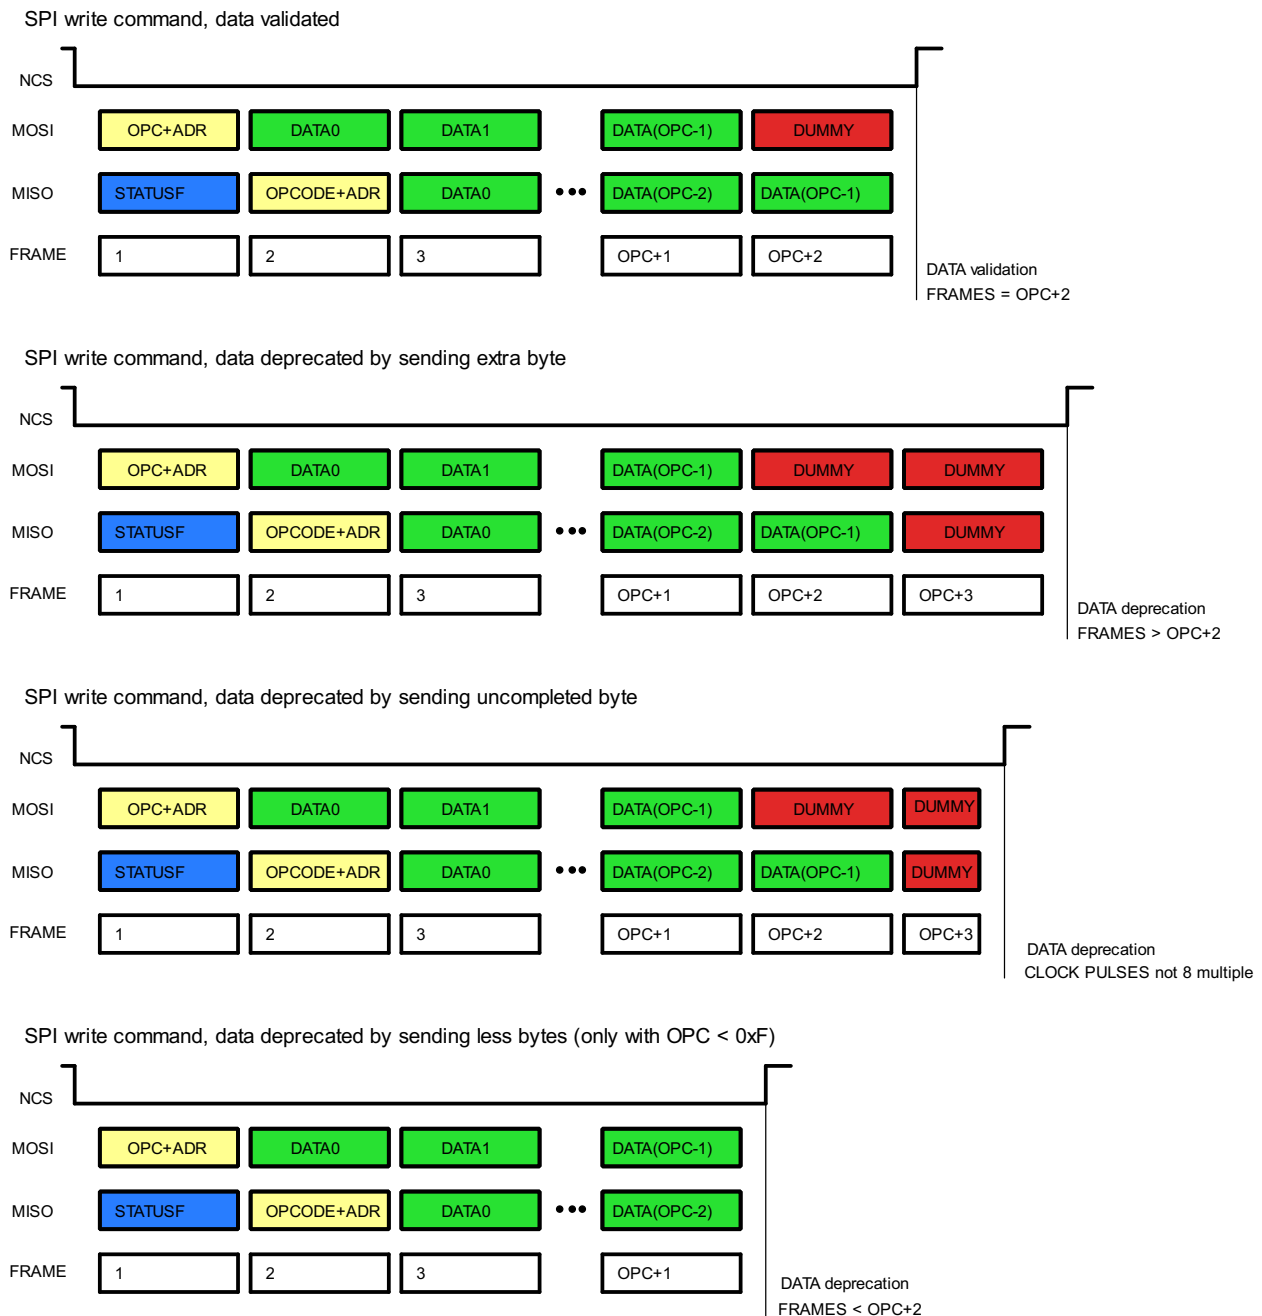 SPI write command, data validated
NCS
MOSI OPC+ADR DATA0 DATA1 DATA(OPC-1) DUMMY
MISO STATUSF OPCODE+ADR DATA0 ••• DATA(OPC-2) DATA(OPC-1)
FRAME 1 2 3 OPC+1 OPC+2
DATA validation
FRAMES = OPC+2
SPI write command, data deprecated by sending extra byte
NCS
MOSI OPC+ADR DATA0 DATA1 DATA(OPC-1) DUMMY DUMMY
MISO STATUSF OPCODE+ADR DATA0 ••• DATA(OPC-2) DATA(OPC-1) DUMMY
FRAME 1 2 3 OPC+1 OPC+2 OPC+3
DATA deprecation
FRAMES > OPC+2
SPI write command, data deprecated by sending uncompleted byte
NCS
MOSI OPC+ADR DATA0 DATA1 DATA(OPC-1) DUMMY DUMMY
MISO STATUSF OPCODE+ADR DATA0 ••• DATA(OPC-2) DATA(OPC-1) DUMMY
FRAME 1 2 3 OPC+1 OPC+2 OPC+3
DATA deprecation
CLOCK PULSES not 8 multiple
SPI write command, data deprecated by sending less bytes (only with OPC < 0xF)
NCS
MOSI OPC+ADR DATA0 DATA1 DATA(OPC-1)
MISO STATUSF OPCODE+ADR DATA0 ••• DATA(OPC-2)
FRAME 1 2 3 OPC+1
DATA deprecation
FRAMES < OPC+2